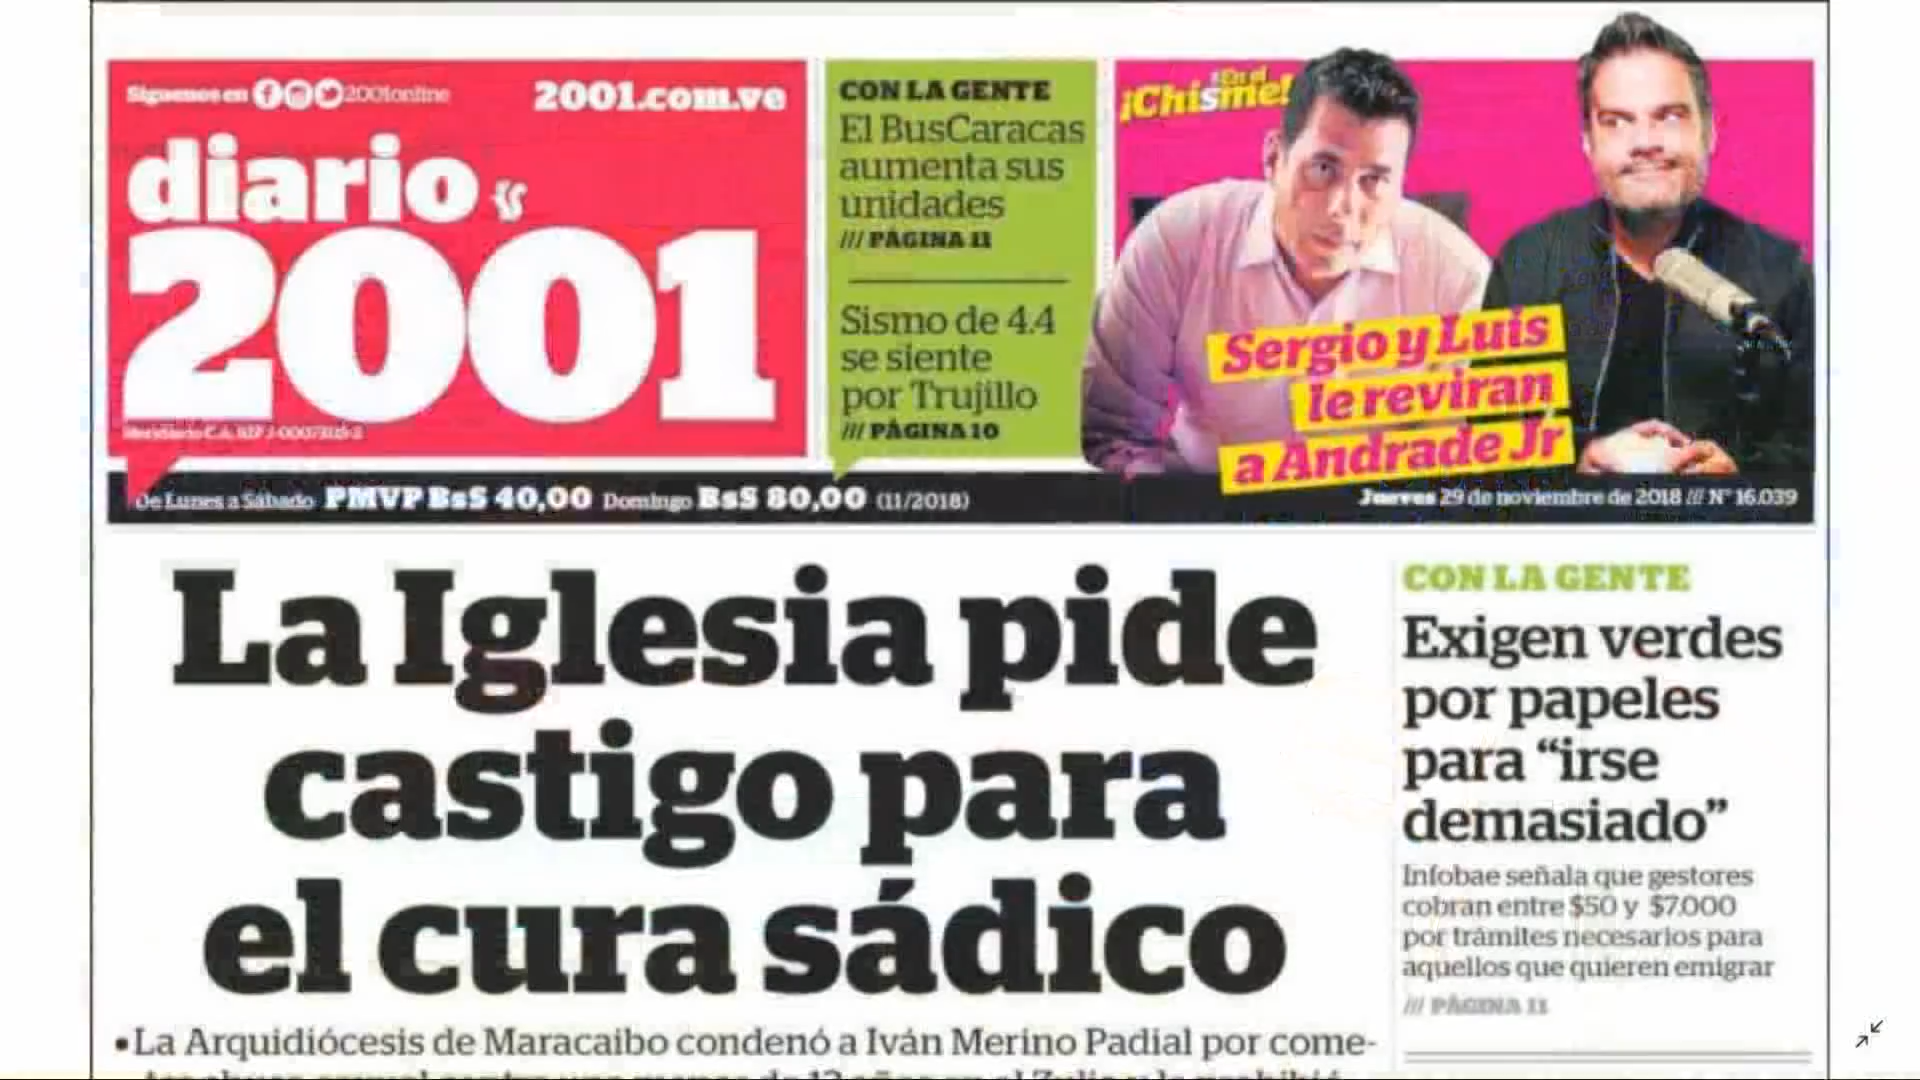 Síguenos en 2001online
2001.com.ve
diario
2001
CON LA GENTE
El BusCaracas
aumenta sus
unidades
/// PÁGINA 11
Sismo de 4.4
se siente
por Trujillo
/// PÁGINA 10
¡En el
Chisme!
Sergio y Luis
le reviran
a Andrade Jr
De Lunes a Sábado PMVP BsS 40,00 Domingo BsS 80,00 (11/2018)
Jueves 29 de noviembre de 2018 /// N° 16.039
La Iglesia pide
castigo para
el cura sádico
•La Arquidiócesis de Maracaibo condenó a Iván Merino Padial por come-
CON LA GENTE
Exigen verdes
por papeles
para “irse
demasiado”
Infobae señala que gestores
cobran entre $50 y $7.000
por trámites necesarios para
aquellos que quieren emigrar
/// PÁGINA 11